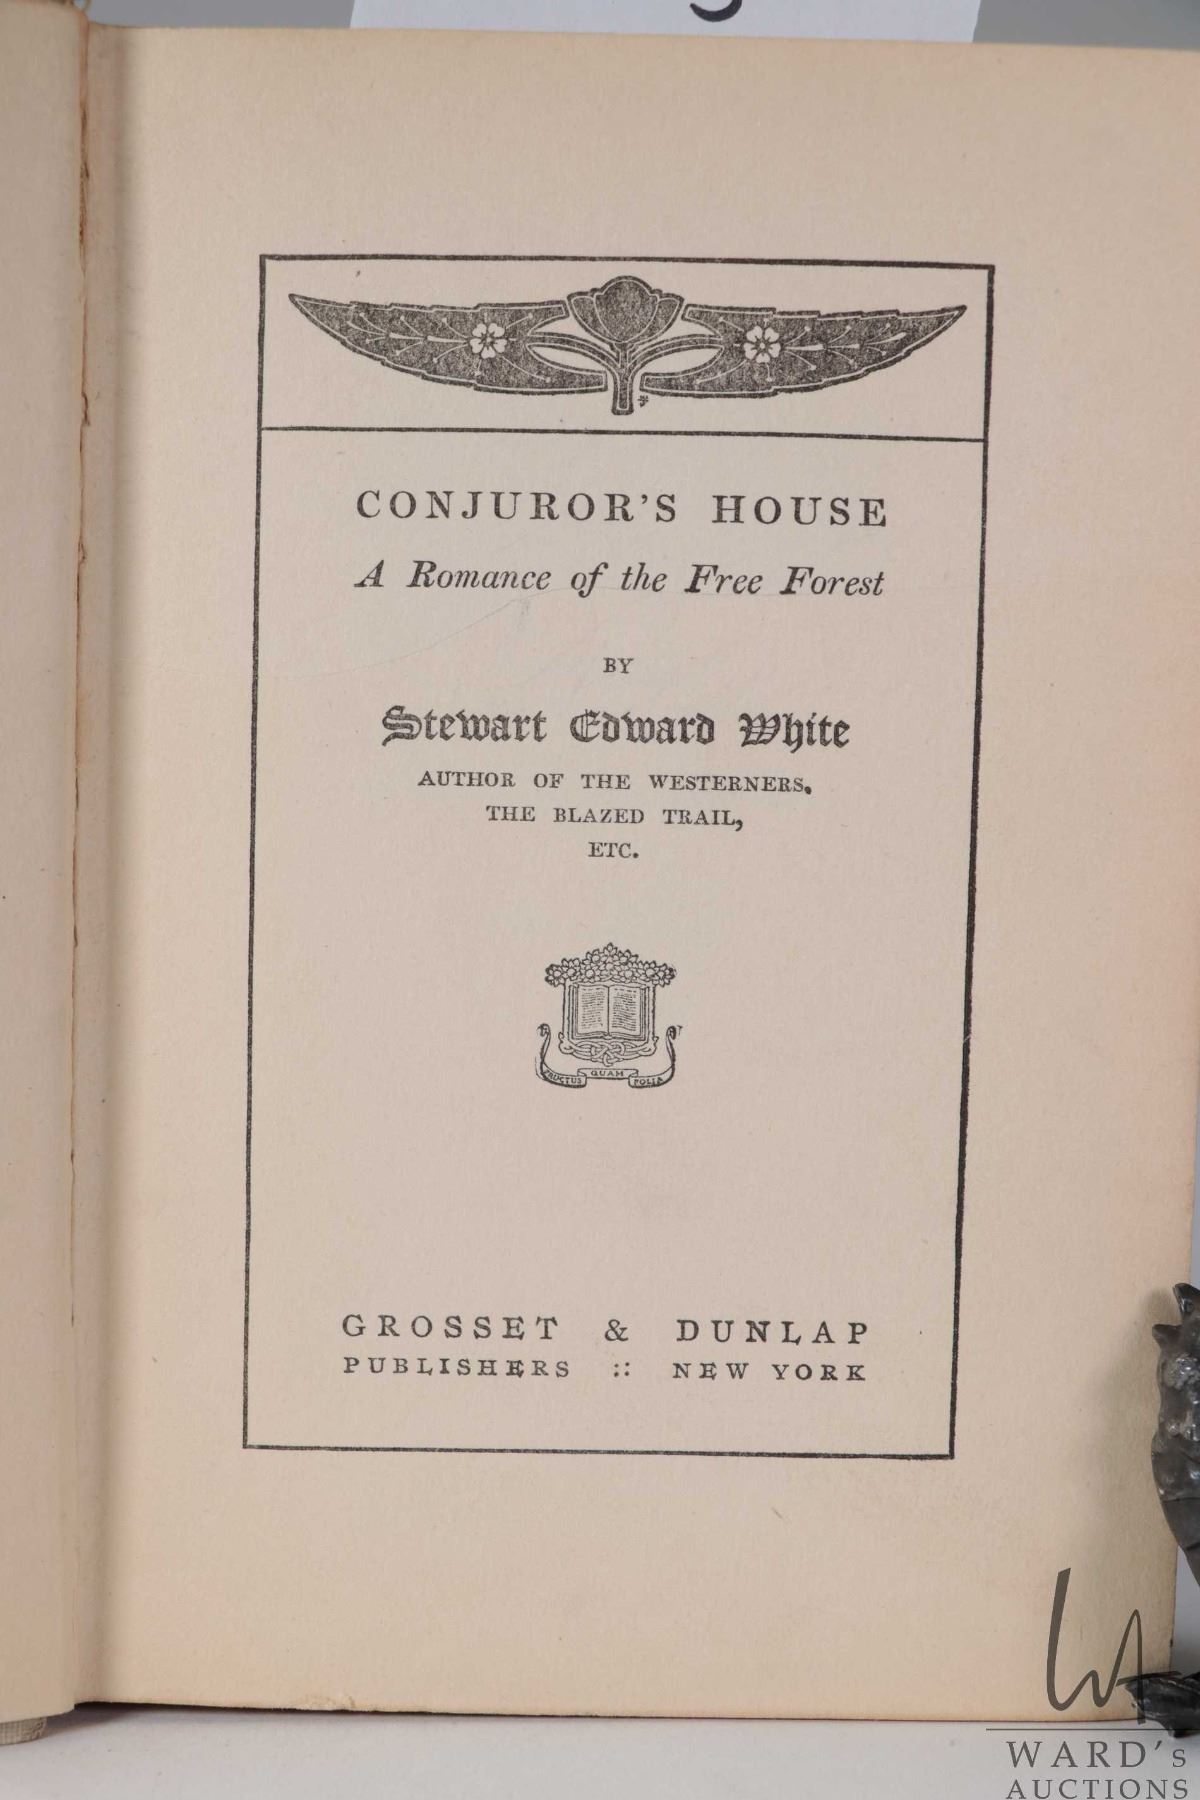 CONJUROR'S HOUSE
A Romance of the Free Forest
BY
Stewart Edward White
AUTHOR OF THE WESTERNERS,
THE BLAZED TRAIL,
ETC.
FRUCTUS QUAM FOLIA
GROSSET & DUNLAP
PUBLISHERS :: NEW YORK
WA
WARD'S
AUCTIONS